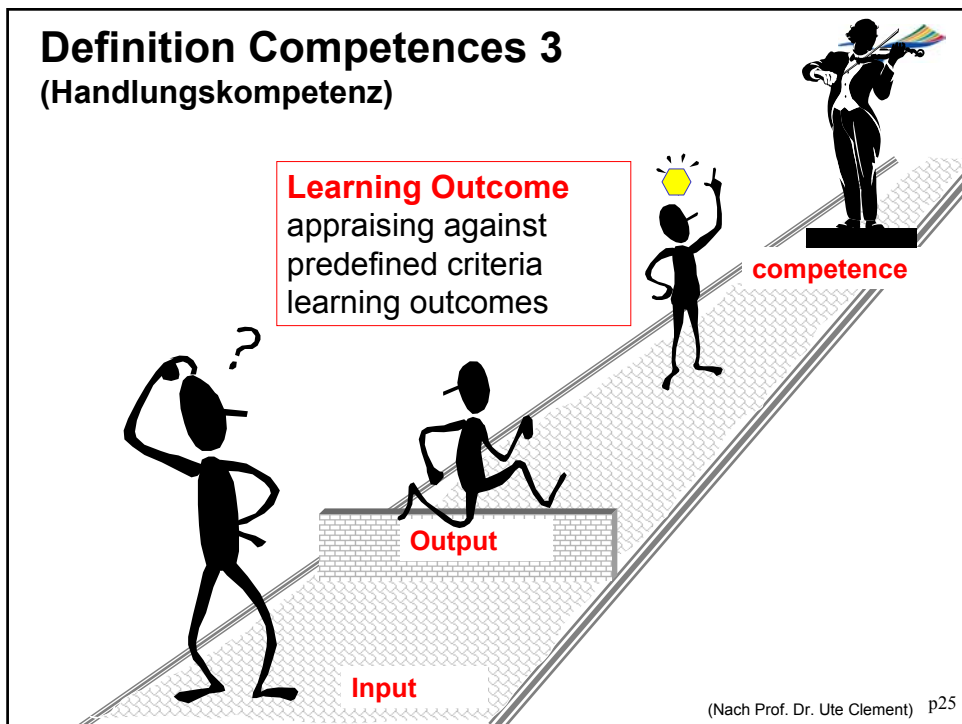 Definition Competences 3
(Handlungskompetenz)
Learning Outcome
appraising against
predefined criteria
learning outcomes
?
competence
Output
Input
(Nach Prof. Dr. Ute Clement) p25